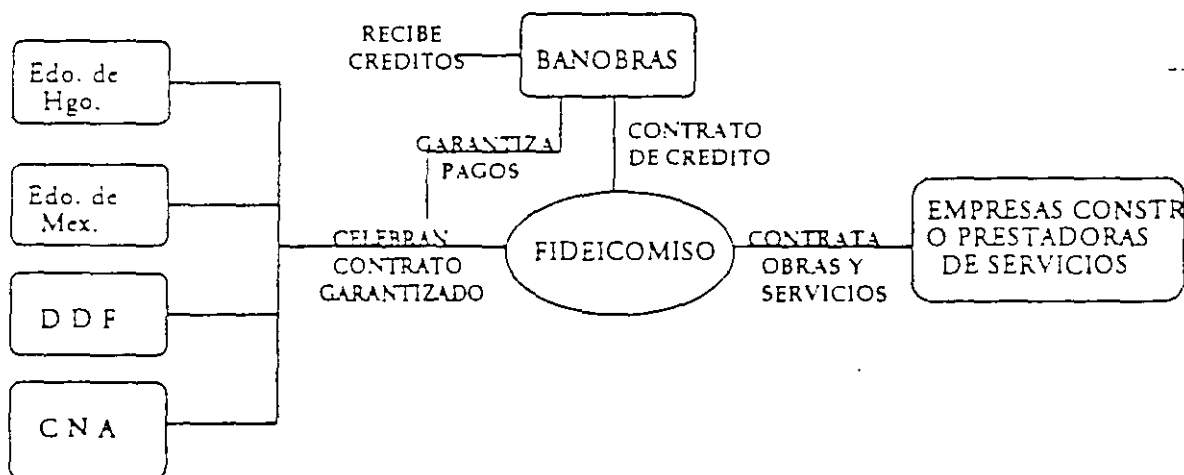 Edo. de
Hgo.
Edo. de
Mex.
D D F
C N A
RECIBE
CREDITOS
BANOBRAS
GARANTIZA
PAGOS
CONTRATO
DE CREDITO
CELEBRAN
CONTRATO
GARANTIZADO
FIDEICOMISO
CONTRATA
OBRAS Y
SERVICIOS
EMPRESAS CONSTR
O PRESTADORAS
DE SERVICIOS